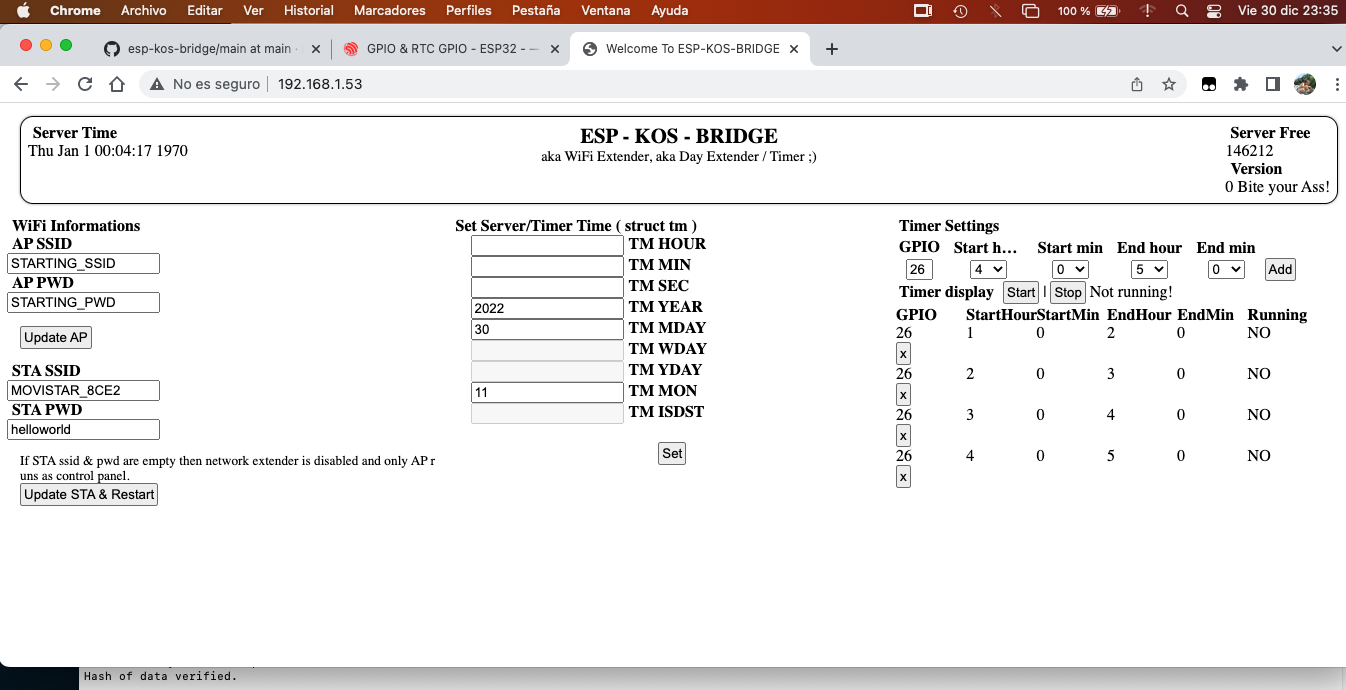 Chrome Archivo Editar Ver Historial Marcadores Perfiles Pestaña Ventana Ayuda 100 % Vie 30 dic 23:35
esp-kos-bridge/main at main · GPIO & RTC GPIO - ESP32 - — Welcome To ESP-KOS-BRIDGE
No es seguro 192.168.1.53
Server Time
Thu Jan 1 00:04:17 1970
ESP - KOS - BRIDGE
aka WiFi Extender, aka Day Extender / Timer ;)
Server Free
146212
Version
0 Bite your Ass!
WiFi Informations
AP SSID
STARTING_SSID
AP PWD
STARTING_PWD
Update AP
STA SSID
MOVISTAR_8CE2
STA PWD
helloworld
If STA ssid & pwd are empty then network extender is disabled and only AP r
uns as control panel.
Update STA & Restart
Set Server/Timer Time ( struct tm )
TM HOUR
TM MIN
TM SEC
2022 TM YEAR
30 TM MDAY
TM WDAY
TM YDAY
11 TM MON
TM ISDST
Set
Timer Settings
GPIO Start h… Start min End hour End min
26 4 0 5 0 Add
Timer display Start | Stop Not running!
GPIO StartHour StartMin EndHour EndMin Running
26 1 0 2 0 NO
x
26 2 0 3 0 NO
x
26 3 0 4 0 NO
x
26 4 0 5 0 NO
x
Hash of data verified.